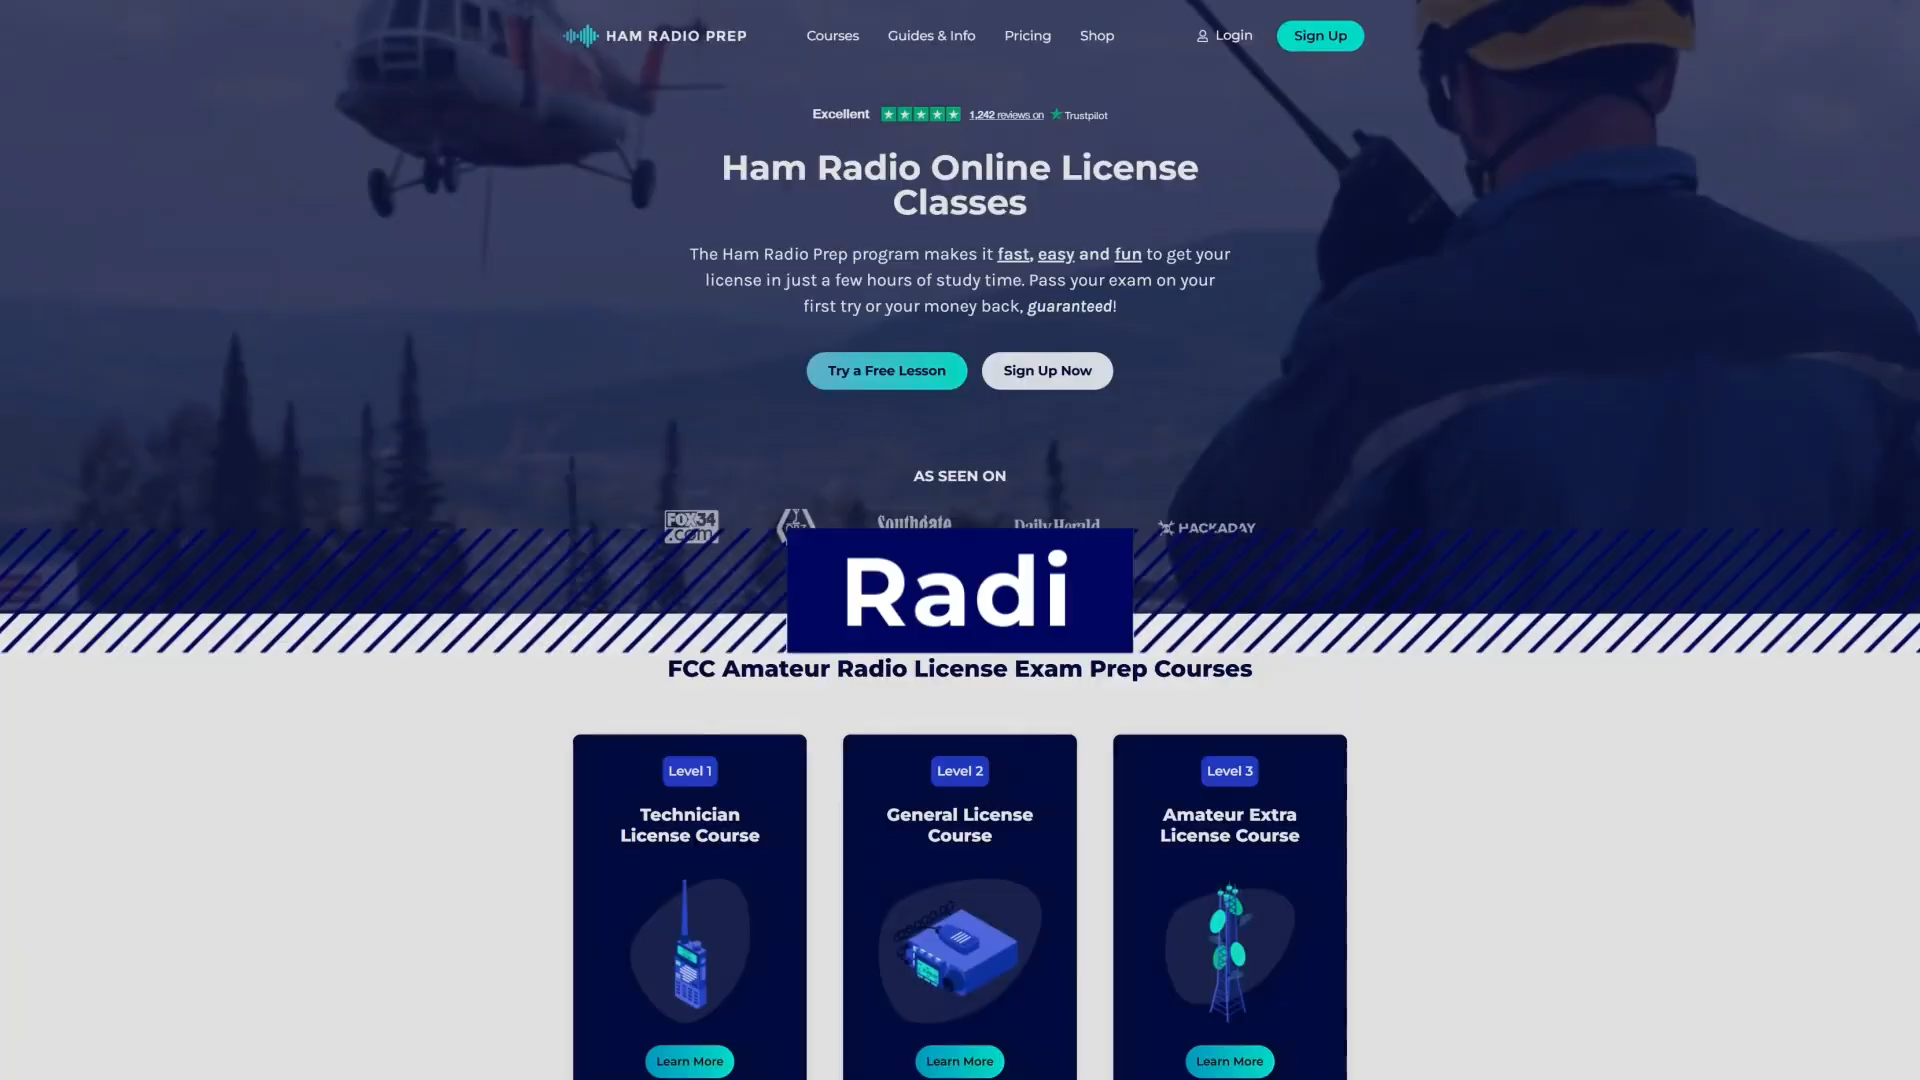 HAM RADIO PREP
Courses
Guides & Info
Pricing
Shop
Login
Sign Up
Excellent
1,242 reviews on
Trustpilot
Ham Radio Online License
Classes
The Ham Radio Prep program makes it fast, easy and fun to get your
license in just a few hours of study time. Pass your exam on your
first try or your money back, guaranteed!
Try a Free Lesson
Sign Up Now
AS SEEN ON
FOX34
.com
Southgate
Daily Herald
HACKADAY
Radi
FCC Amateur Radio License Exam Prep Courses
Level 1
Technician
License Course
Learn More
Level 2
General License
Course
Learn More
Level 3
Amateur Extra
License Course
Learn More